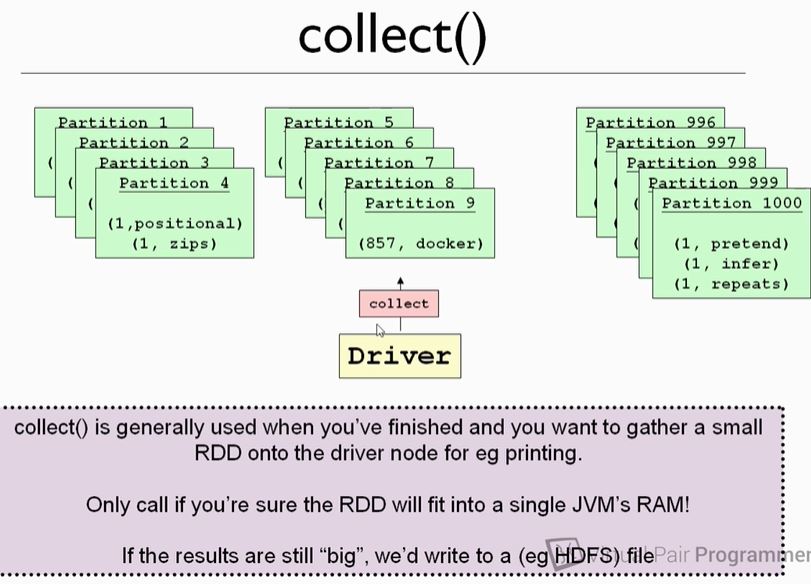 collect()
Partition 1
Partition 2
Partition 3
Partition 4
(1,positional)
(1, zips)
Partition 5
Partition 6
Partition 7
Partition 8
Partition 9
(857, docker)
Partition 996
Partition 997
Partition 998
Partition 999
Partition 1000
(1, pretend)
(1, infer)
(1, repeats)
collect
Driver
collect() is generally used when you’ve finished and you want to gather a small
RDD onto the driver node for eg printing.
Only call if you’re sure the RDD will fit into a single JVM’s RAM!
If the results are still “big”, we’d write to a (eg HDFS) file
Pair Programmer